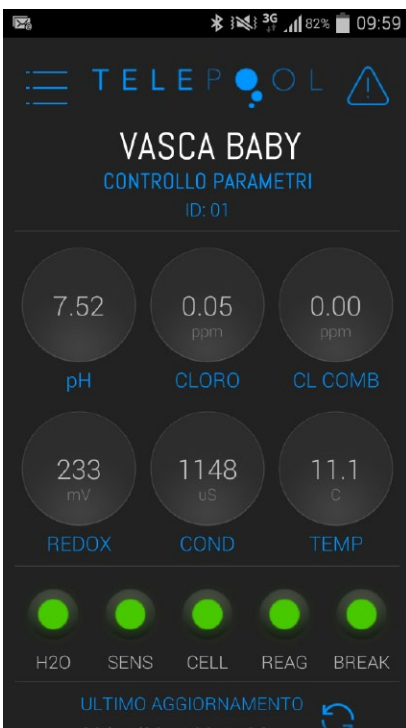 3G 82% 09:59
TELEPOOL
VASCA BABY
CONTROLLO PARAMETRI
ID: 01
7.52 0.05 0.00
ppm ppm
pH CLORO CL COMB
233 1148 11.1
mV uS C
REDOX COND TEMP
H2O SENS CELL REAG BREAK
ULTIMO AGGIORNAMENTO